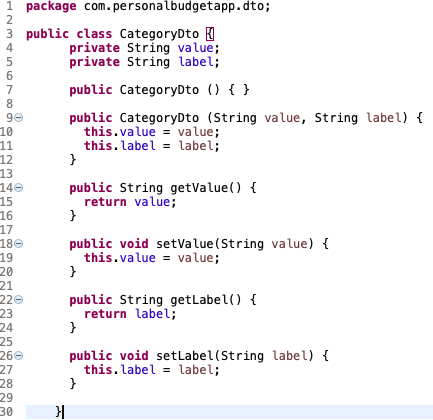 1 package com.personalbudgetapp.dto;
2
3 public class CategoryDto {
4 private String value;
5 private String label;
6
7 public CategoryDto () { }
8
9 public CategoryDto (String value, String label) {
10 this.value = value;
11 this.label = label;
12 }
13
14 public String getValue() {
15 return value;
16 }
17
18 public void setValue(String value) {
19 this.value = value;
20 }
21
22 public String getLabel() {
23 return label;
24 }
25
26 public void setLabel(String label) {
27 this.label = label;
28 }
29
30 }